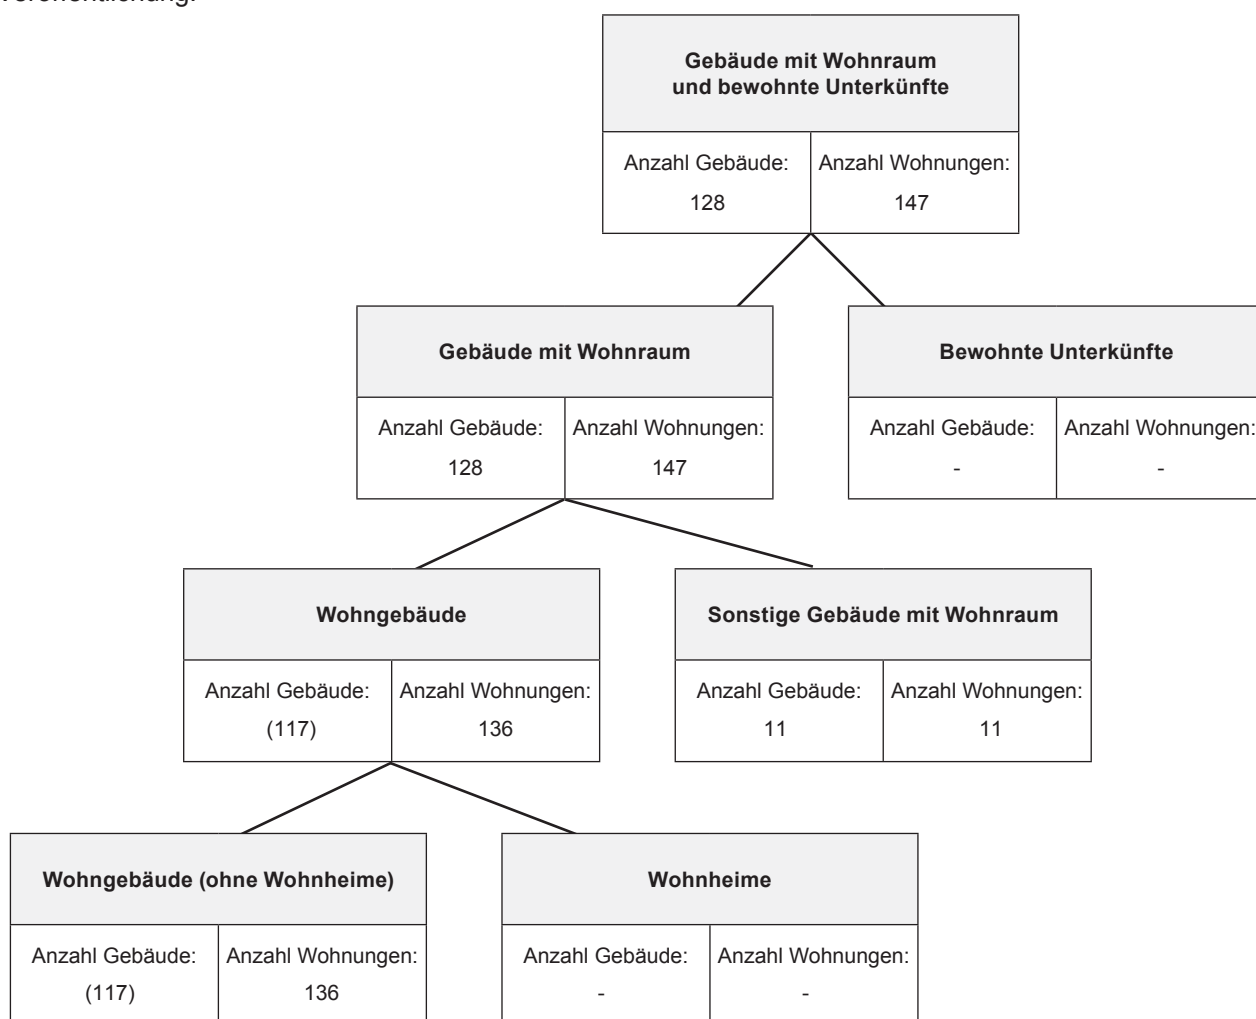 Veröffentlichung.
Gebäude mit Wohnraum
und bewohnte Unterkünfte
Anzahl Gebäude: Anzahl Wohnungen:
128 147
Gebäude mit Wohnraum Bewohnte Unterkünfte
Anzahl Gebäude: Anzahl Wohnungen: Anzahl Gebäude: Anzahl Wohnungen:
128 147 - -
Wohngebäude Sonstige Gebäude mit Wohnraum
Anzahl Gebäude: Anzahl Wohnungen: Anzahl Gebäude: Anzahl Wohnungen:
(117) 136 11 11
Wohngebäude (ohne Wohnheime) Wohnheime
Anzahl Gebäude: Anzahl Wohnungen: Anzahl Gebäude: Anzahl Wohnungen:
(117) 136 - -